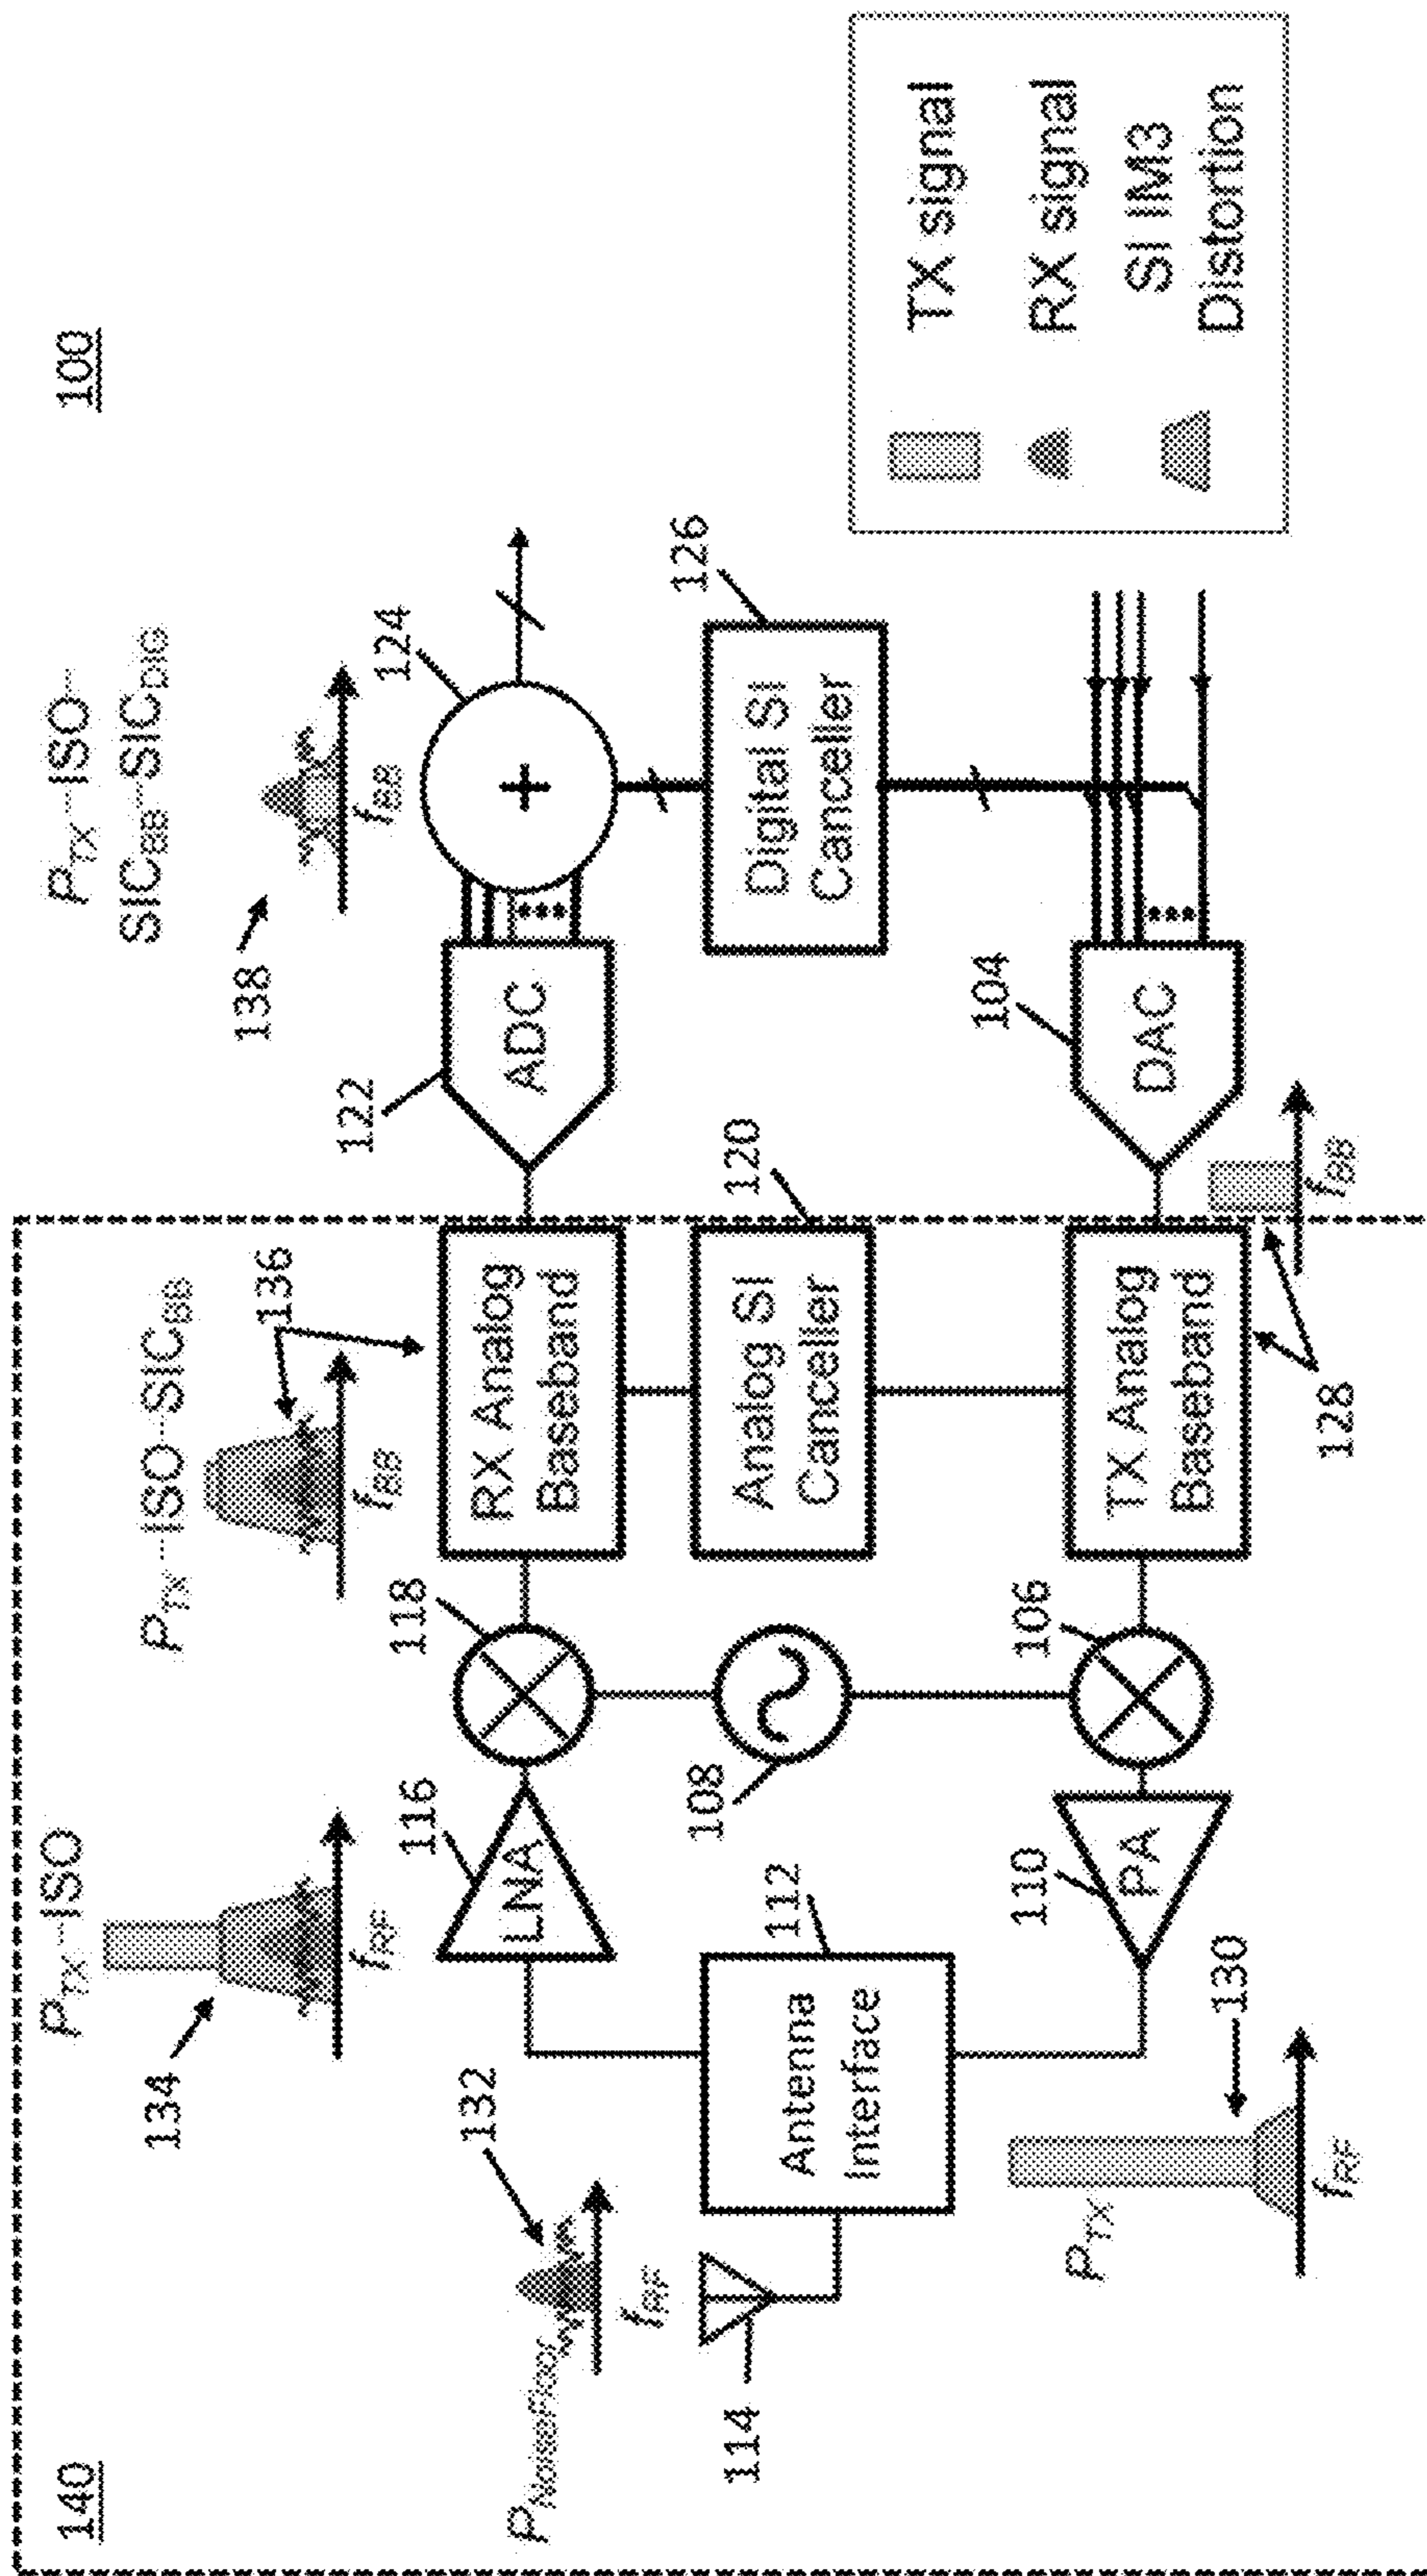 140
100
P_TX-ISO
P_TX-ISO-SIC_BB
P_TX-ISO-
SIC_BB-SIC_DIG
134
136
138
f_RF
f_BB
f_BB
P_NoiseFloor
132
f_RF
116
LNA
118
RX Analog
Baseband
122
ADC
124
+
114
Antenna
Interface
112
108
Analog SI
Canceller
120
Digital SI
Canceller
126
P_TX
130
f_RF
110
PA
106
TX Analog
Baseband
128
f_BB
104
DAC
TX signal
RX signal
SI IM3
Distortion